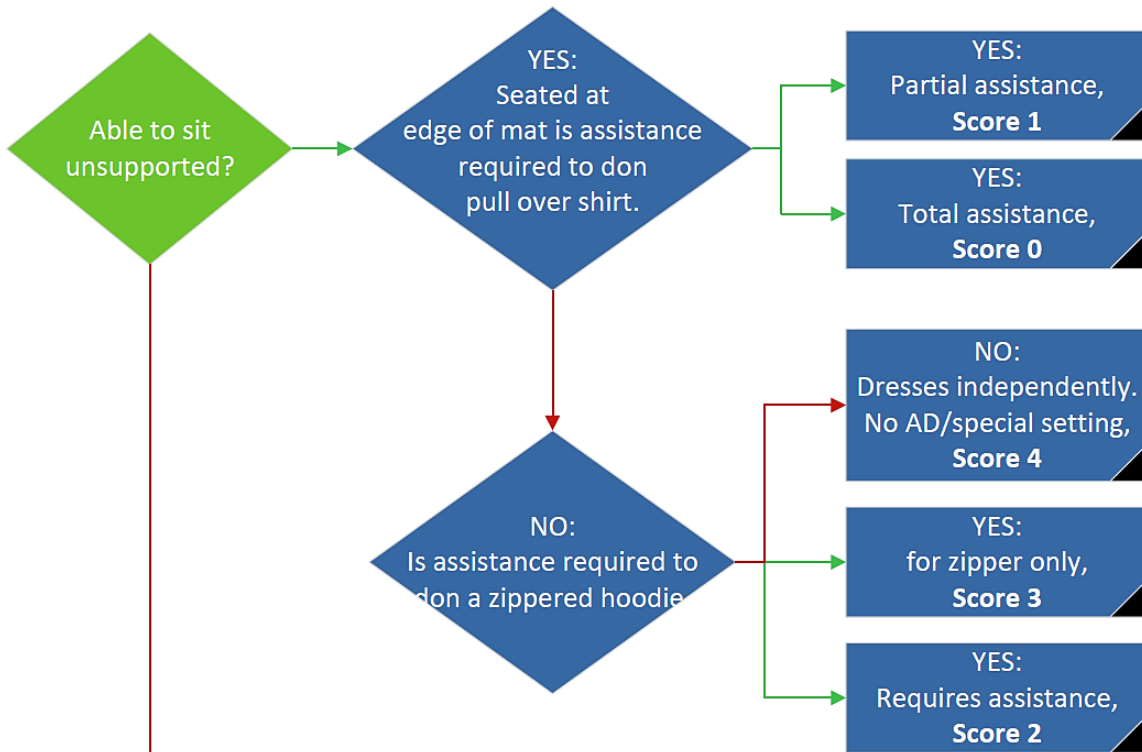 Able to sit
unsupported?
YES:
Seated at
edge of mat is assistance
required to don
pull over shirt.
YES:
Partial assistance,
Score 1
YES:
Total assistance,
Score 0
NO:
Is assistance required to
don a zippered hoodie
NO:
Dresses independently.
No AD/special setting,
Score 4
YES:
for zipper only,
Score 3
YES:
Requires assistance,
Score 2